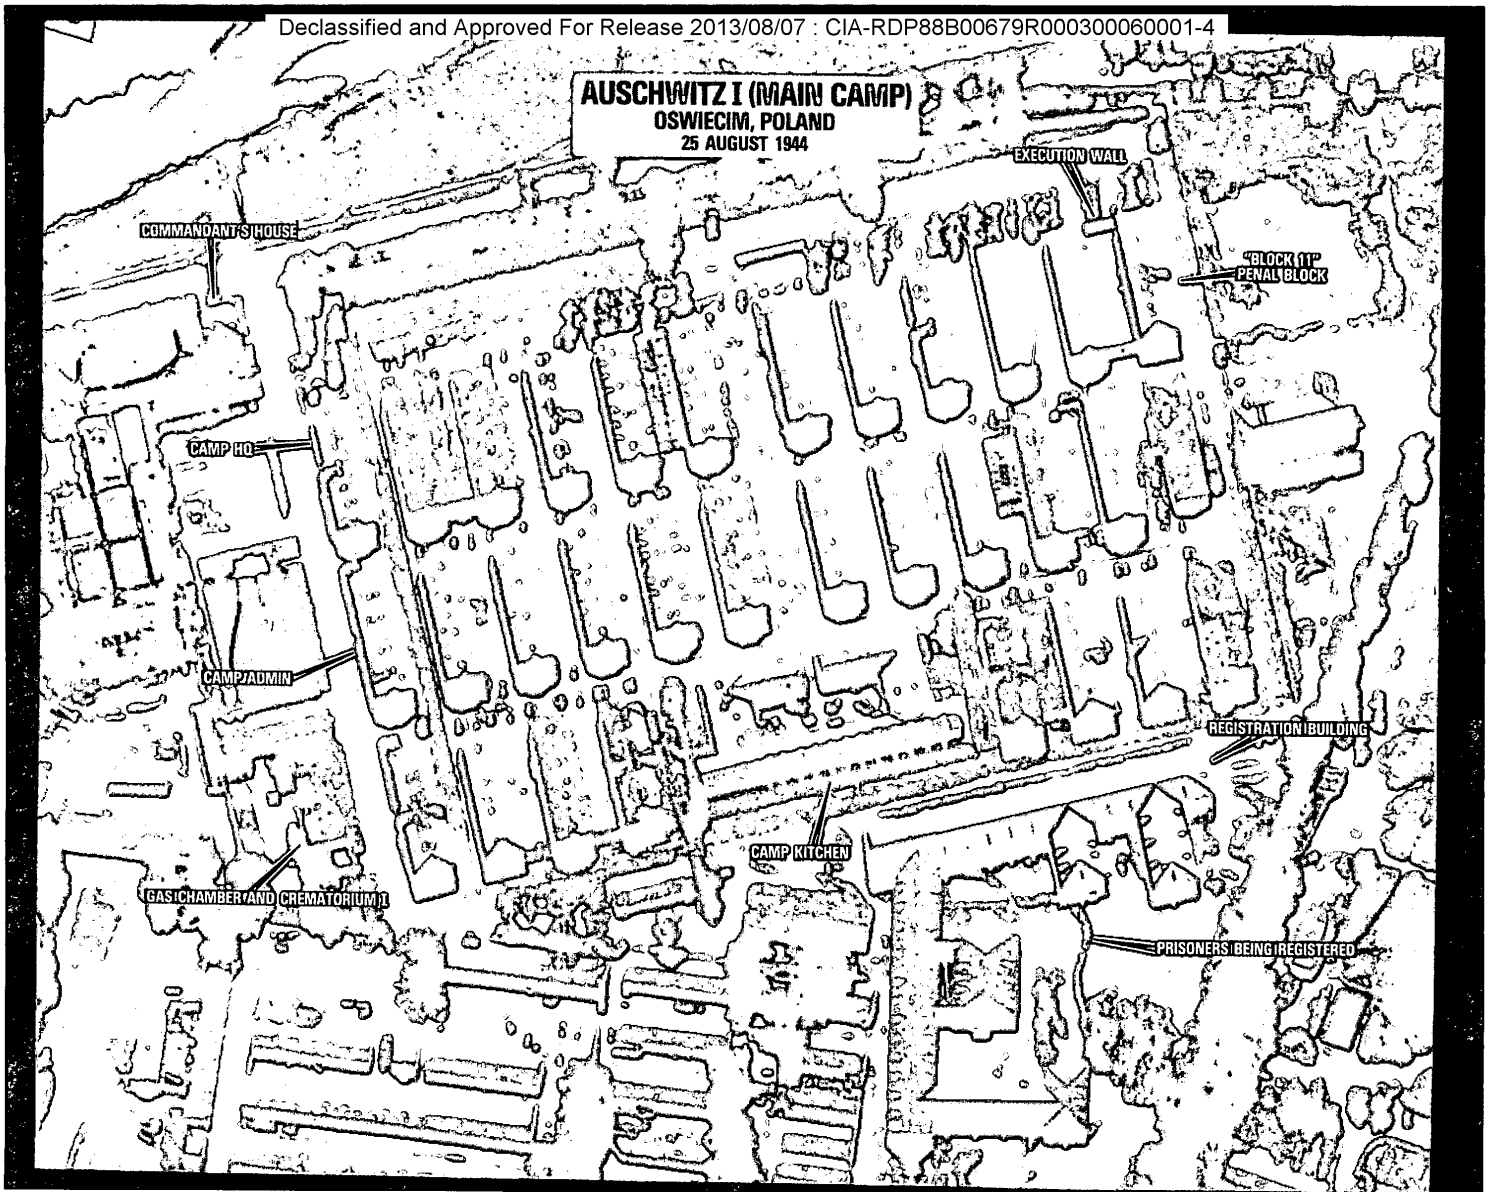 Declassified and Approved For Release 2013/08/07 : CIA-RDP88B00679R000300060001-4
AUSCHWITZ I (MAIN CAMP)
OSWIECIM, POLAND
25 AUGUST 1944
EXECUTION WALL
COMMANDANT'S HOUSE
"BLOCK 11"
PENAL BLOCK
CAMP HQ
CAMP ADMIN
REGISTRATION BUILDING
CAMP KITCHEN
GAS CHAMBER AND CREMATORIUM I
PRISONERS BEING REGISTERED